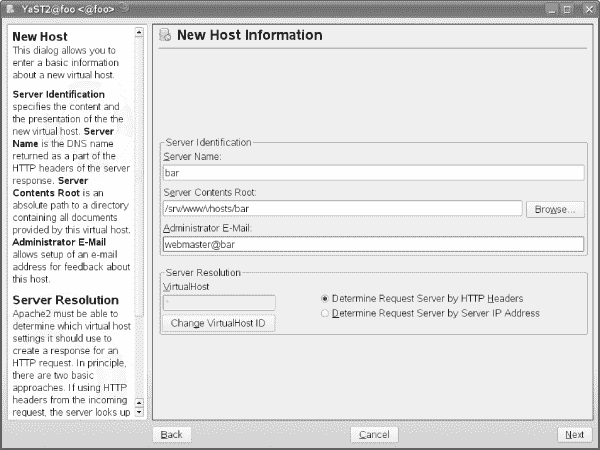 YaST2@foo <@foo>
New Host
This dialog allows you to
enter a basic information
about a new virtual host.
Server Identification
specifies the content and
the presentation of the the
new virtual host. Server
Name is the DNS name
returned as a part of the
HTTP headers of the server
response. Server
Contents Root is an
absolute path to a directory
containing all documents
provided by this virtual host.
Administrator E-Mail
allows setup of an e-mail
address for feedback about
this host.
Server Resolution
Apache2 must be able to
determine which virtual host
settings it should use to
create a response for an
HTTP request. In principle,
there are two basic
approaches. If using HTTP
headers from the incoming
request, the server looks up
New Host Information
Server Identification
Server Name:
bar
Server Contents Root:
/srv/www/vhosts/bar
Browse...
Administrator E-Mail:
webmaster@bar
Server Resolution
VirtualHost
*
Change VirtualHost ID
Determine Request Server by HTTP Headers
Determine Request Server by Server IP Address
Back
Cancel
Next